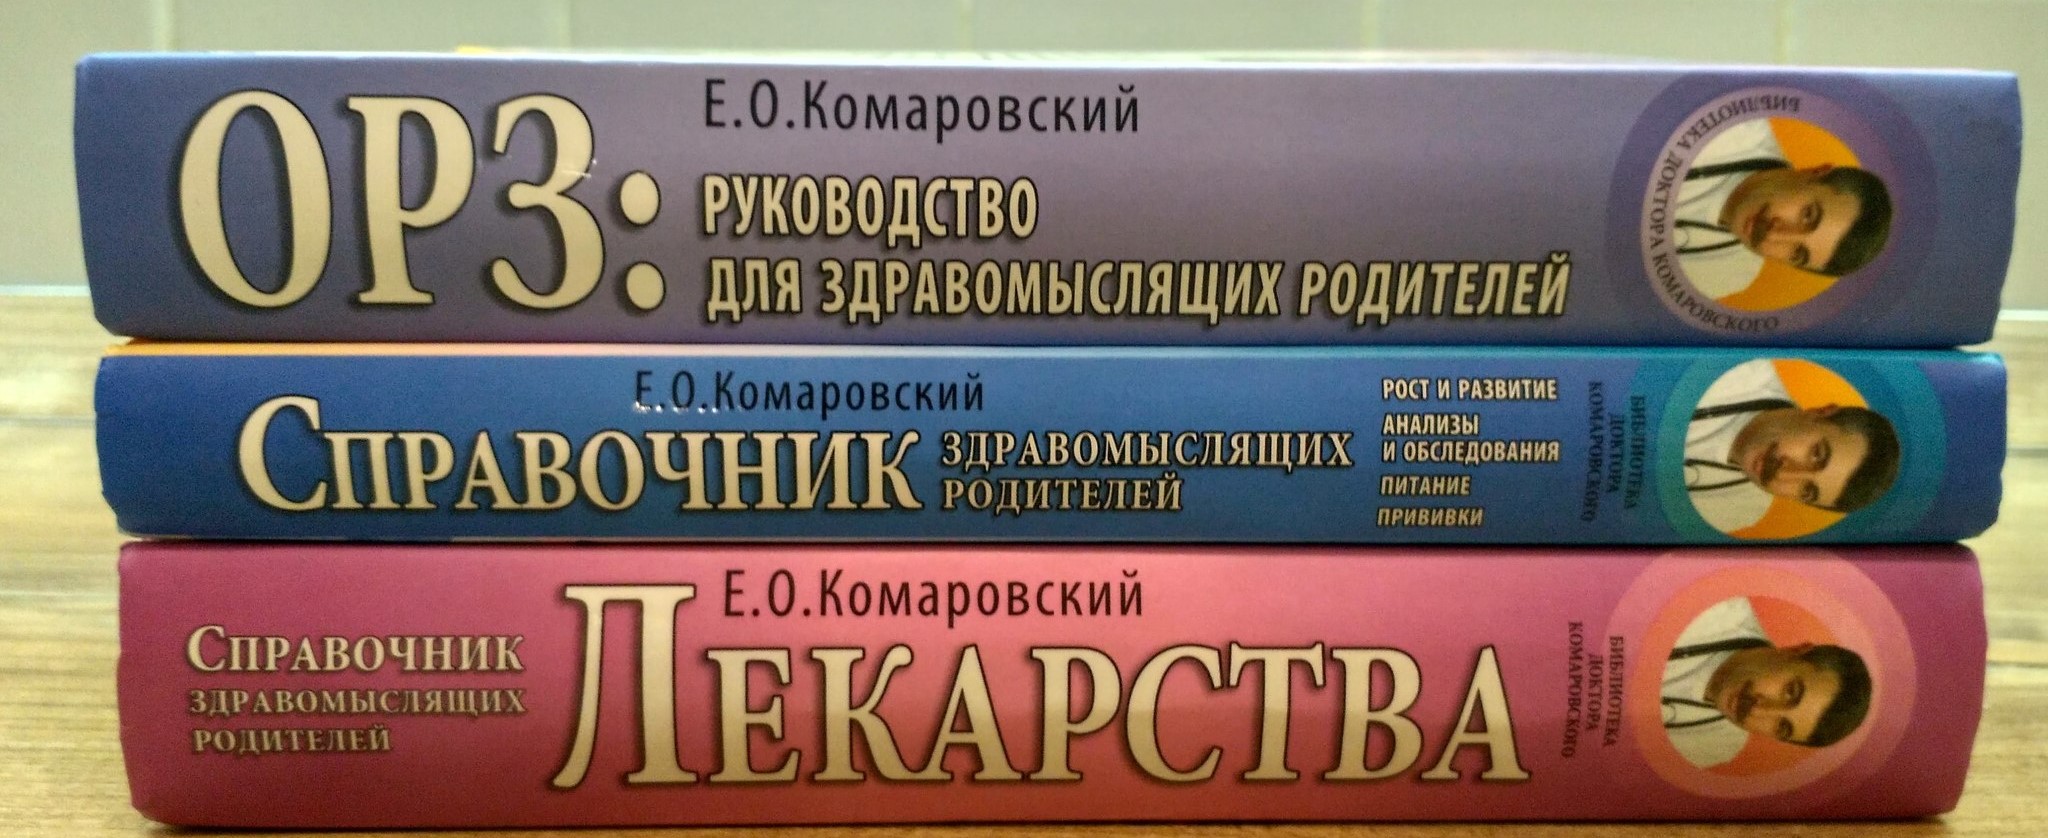 ОРЗ:
Е.О.Комаровский
РУКОВОДСТВО
ДЛЯ ЗДРАВОМЫСЛЯЩИХ РОДИТЕЛЕЙ
БИБЛИОТЕКА ДОКТОРА КОМАРОВСКОГО
Е.О.Комаровский
СПРАВОЧНИК
ЗДРАВОМЫСЛЯЩИХ
РОДИТЕЛЕЙ
РОСТ И РАЗВИТИЕ
АНАЛИЗЫ
И ОБСЛЕДОВАНИЯ
ПИТАНИЕ
ПРИВИВКИ
БИБЛИОТЕКА
ДОКТОРА
КОМАРОВСКОГО
СПРАВОЧНИК
ЗДРАВОМЫСЛЯЩИХ
РОДИТЕЛЕЙ
Е.О.Комаровский
ЛЕКАРСТВА
БИБЛИОТЕКА
ДОКТОРА
КОМАРОВСКОГО